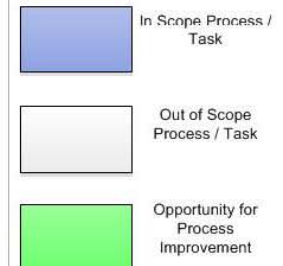 In Scope Process /
Task
Out of Scope
Process / Task
Opportunity for
Process
Improvement